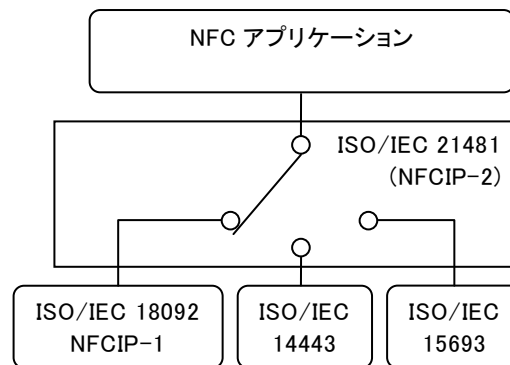 NFC アプリケーション
ISO/IEC 21481
(NFCIP-2)
ISO/IEC 18092
NFCIP-1
ISO/IEC
14443
ISO/IEC
15693